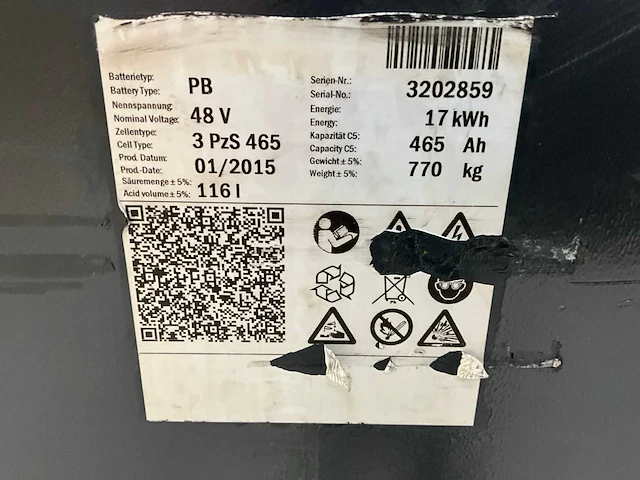 Batterietyp:
Battery Type: PB
Nennspannung
Nominal Voltage: 48 V
Zellentype:
Cell Type: 3 PzS 465
Prod. Datum:
Prod.-Date: 01/2015
Säuremenge ± 5%:
Acid volume ± 5%: 116 l
Serien-Nr.:
Serial-No.: 3202859
Energie:
Energy: 17 kWh
Kapazität C5:
Capacity C5: 465 Ah
Gewicht ± 5%:
Weight ± 5%: 770 kg